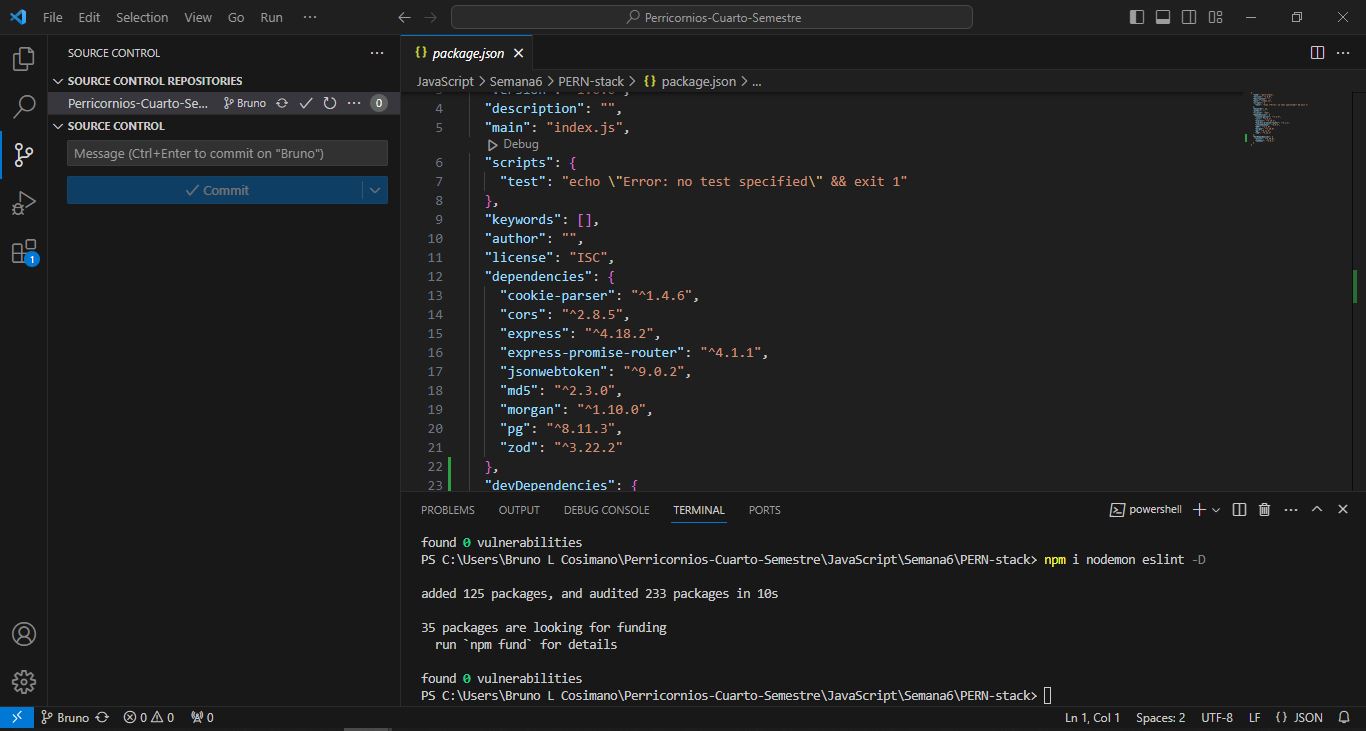 File Edit Selection View Go Run ··· Perricornios-Cuarto-Semestre
SOURCE CONTROL ···
SOURCE CONTROL REPOSITORIES
Perricornios-Cuarto-Se... Bruno ··· 0
SOURCE CONTROL
Message (Ctrl+Enter to commit on "Bruno")
Commit
1
{} package.json
JavaScript > Semana6 > PERN-stack > {} package.json > ...
4 "description": "",
5 "main": "index.js",
Debug
6 "scripts": {
7 "test": "echo \"Error: no test specified\" && exit 1"
8 },
9 "keywords": [],
10 "author": "",
11 "license": "ISC",
12 "dependencies": {
13 "cookie-parser": "^1.4.6",
14 "cors": "^2.8.5",
15 "express": "^4.18.2",
16 "express-promise-router": "^4.1.1",
17 "jsonwebtoken": "^9.0.2",
18 "md5": "^2.3.0",
19 "morgan": "^1.10.0",
20 "pg": "^8.11.3",
21 "zod": "^3.22.2"
22 },
23 "devDependencies": {
PROBLEMS OUTPUT DEBUG CONSOLE TERMINAL PORTS powershell
found 0 vulnerabilities
PS C:\Users\Bruno L Cosimano\Perricornios-Cuarto-Semestre\JavaScript\Semana6\PERN-stack> npm i nodemon eslint -D
added 125 packages, and audited 233 packages in 10s
35 packages are looking for funding
run `npm fund` for details
found 0 vulnerabilities
PS C:\Users\Bruno L Cosimano\Perricornios-Cuarto-Semestre\JavaScript\Semana6\PERN-stack>
Bruno 0 0 0 Ln 1, Col 1 Spaces: 2 UTF-8 LF {} JSON